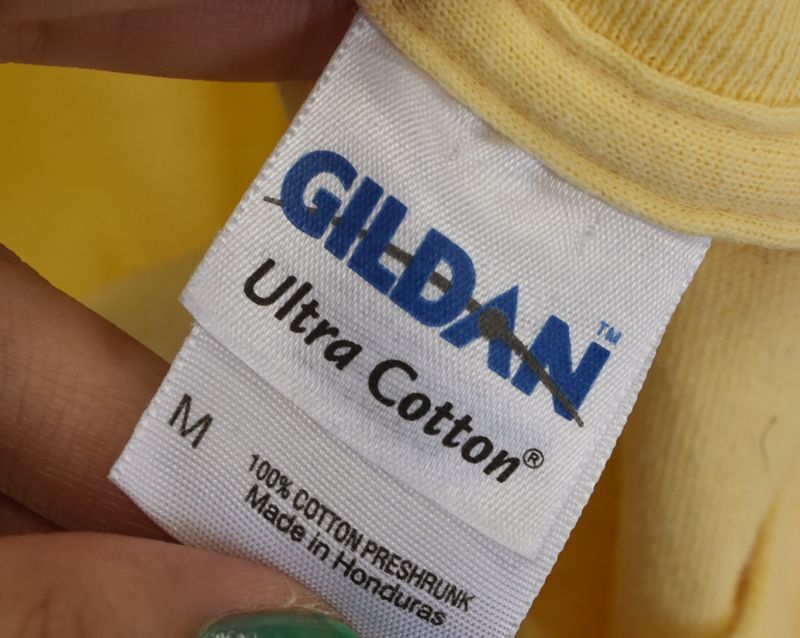 GILDAN™
Ultra Cotton®
M
100% COTTON PRESHRUNK
Made in Honduras